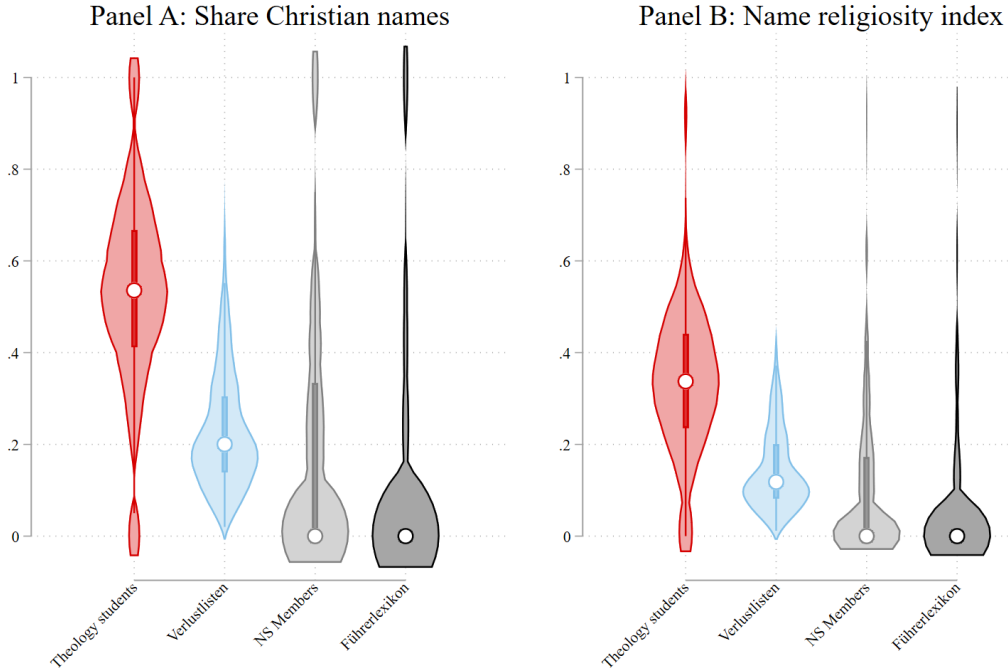 Panel A: Share Christian names
1
.8
.6
.4
.2
0
Theology students
Verlustlisten
NS Members
Führerlexikon
Panel B: Name religiosity index
1
.8
.6
.4
.2
0
Theology students
Verlustlisten
NS Members
Führerlexikon